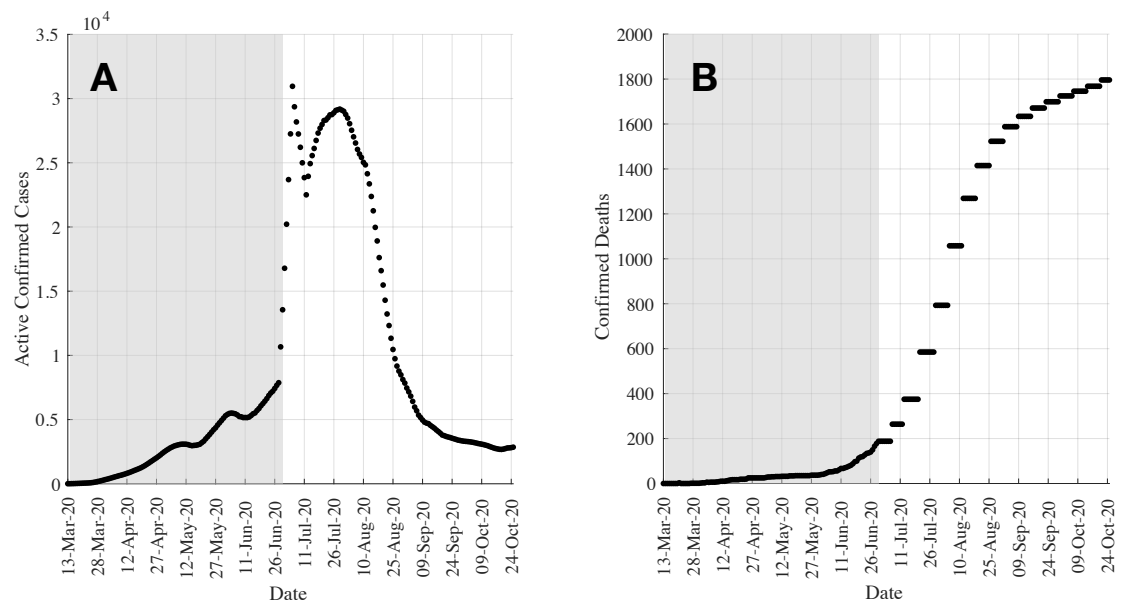 10^4
3.5
3
2.5
2
1.5
1
0.5
0
A
Active Confirmed Cases
13-Mar-20
28-Mar-20
12-Apr-20
27-Apr-20
12-May-20
27-May-20
11-Jun-20
26-Jun-20
11-Jul-20
26-Jul-20
10-Aug-20
25-Aug-20
09-Sep-20
24-Sep-20
09-Oct-20
24-Oct-20
Date
2000
1800
1600
1400
1200
1000
800
600
400
200
0
B
Confirmed Deaths
13-Mar-20
28-Mar-20
12-Apr-20
27-Apr-20
12-May-20
27-May-20
11-Jun-20
26-Jun-20
11-Jul-20
26-Jul-20
10-Aug-20
25-Aug-20
09-Sep-20
24-Sep-20
09-Oct-20
24-Oct-20
Date